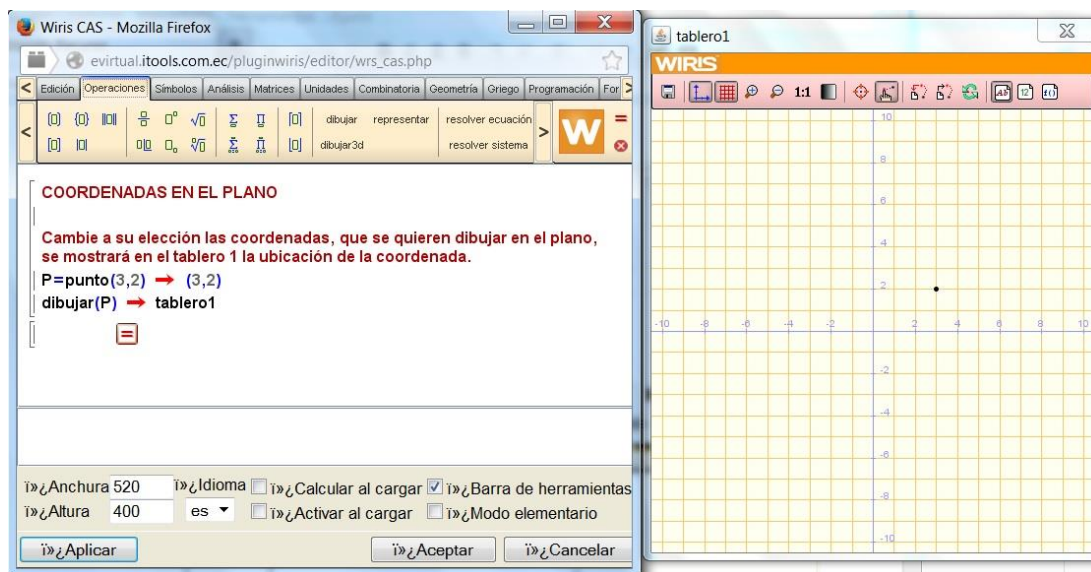 Wiris CAS - Mozilla Firefox
evirtual.itools.com.ec/pluginwiris/editor/wrs_cas.php
Edición Operaciones Símbolos Análisis Matrices Unidades Combinatoria Geometría Griego Programación For
dibujar representar resolver ecuación
dibujar3d resolver sistema
W
COORDENADAS EN EL PLANO
Cambie a su elección las coordenadas, que se quieren dibujar en el plano,
se mostrará en el tablero 1 la ubicación de la coordenada.
P=punto(3,2) → (3,2)
dibujar(P) → tablero1
=
ï»¿Anchura 520 ï»¿Idioma ï»¿Calcular al cargar ï»¿Barra de herramientas
ï»¿Altura 400 es ï»¿Activar al cargar ï»¿Modo elementario
ï»¿Aplicar ï»¿Aceptar ï»¿Cancelar
tablero1
WIRIS
1:1
10
8
6
4
2
-10 -8 -6 -4 -2 2 4 6 8 10
-2
-4
-6
-8
-10